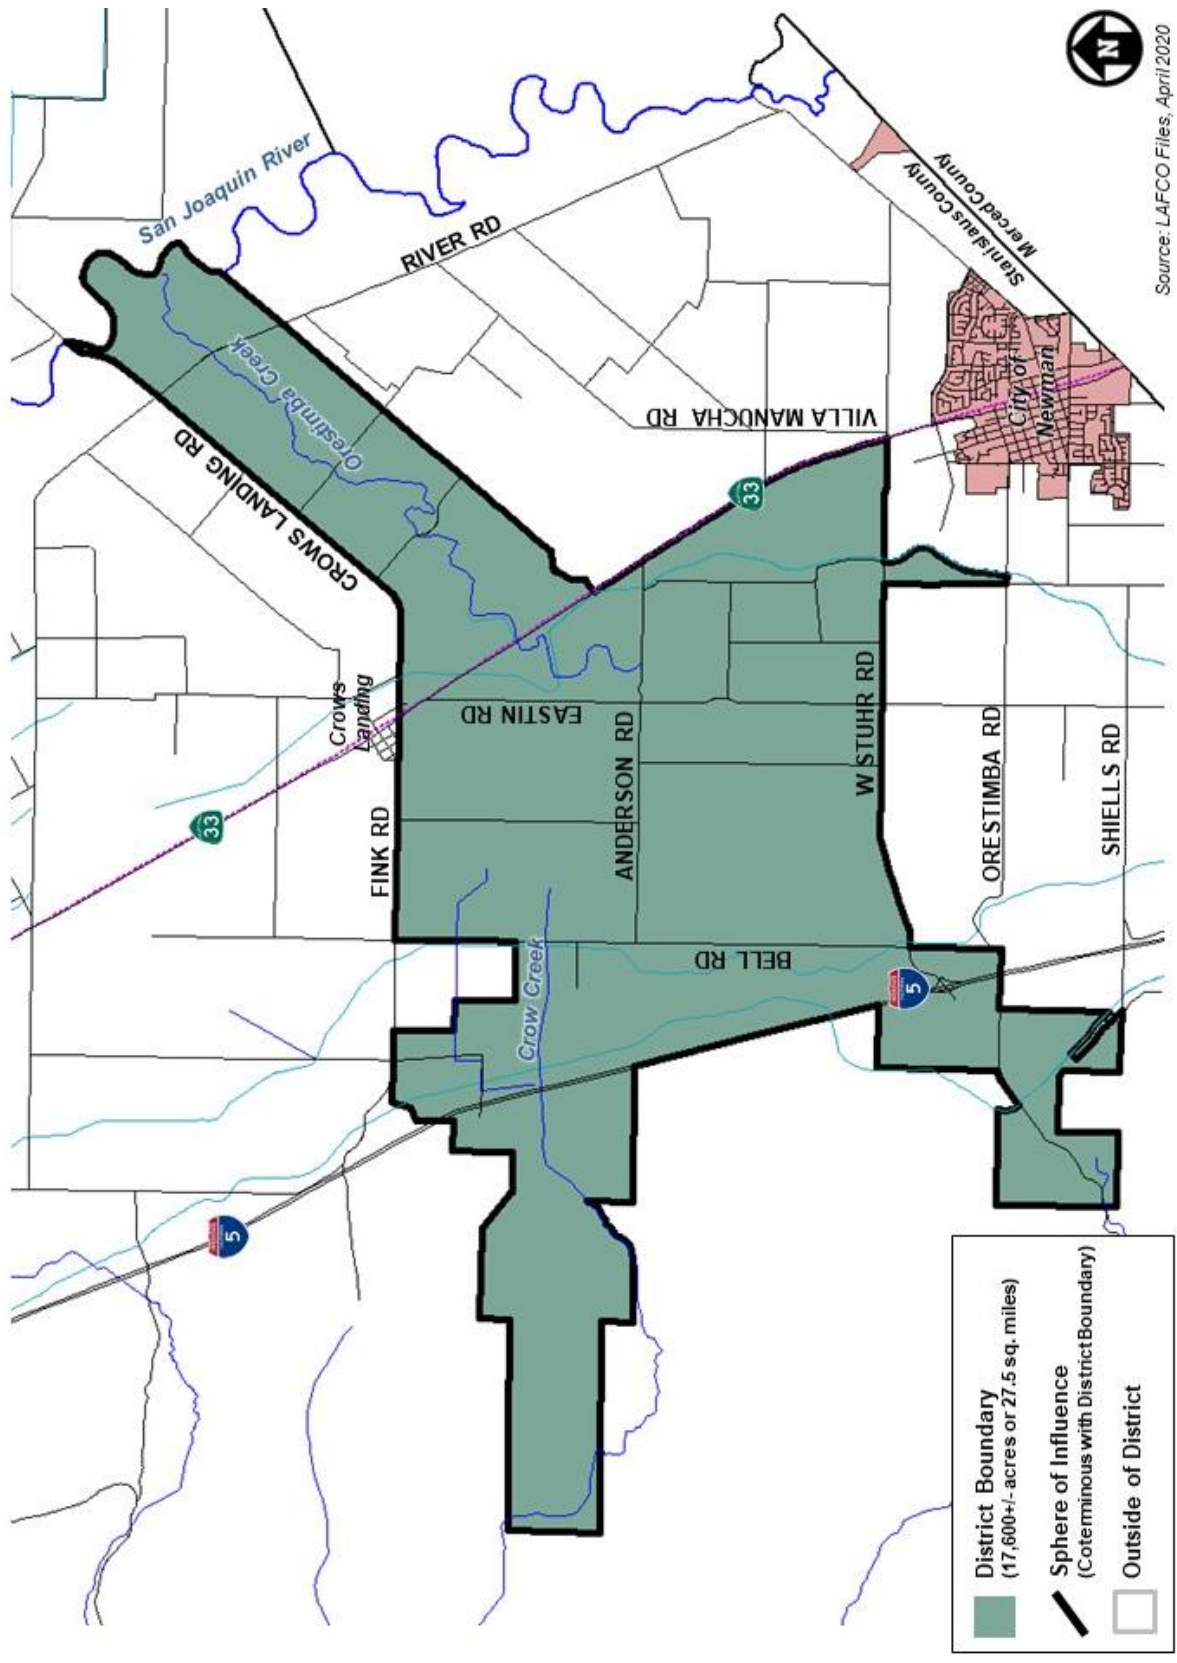 N
San Joaquin River
RIVER RD
CROWS LANDING RD
Orestimba Creek
Crows
Landing
33
FINK RD
EASTIN RD
ANDERSON RD
33
VILLA MANUCHA RD
W STUHR RD
ORESTIMBA RD
SHIELLS RD
BELL RD
Crow Creek
5
5
City of
Newman
Stanislaus County
Merced County
District Boundary
(17,600+/- acres or 27.5 sq. miles)
Sphere of Influence
(Coterminous with District Boundary)
Outside of District
Source: LAFCO Files, April 2020